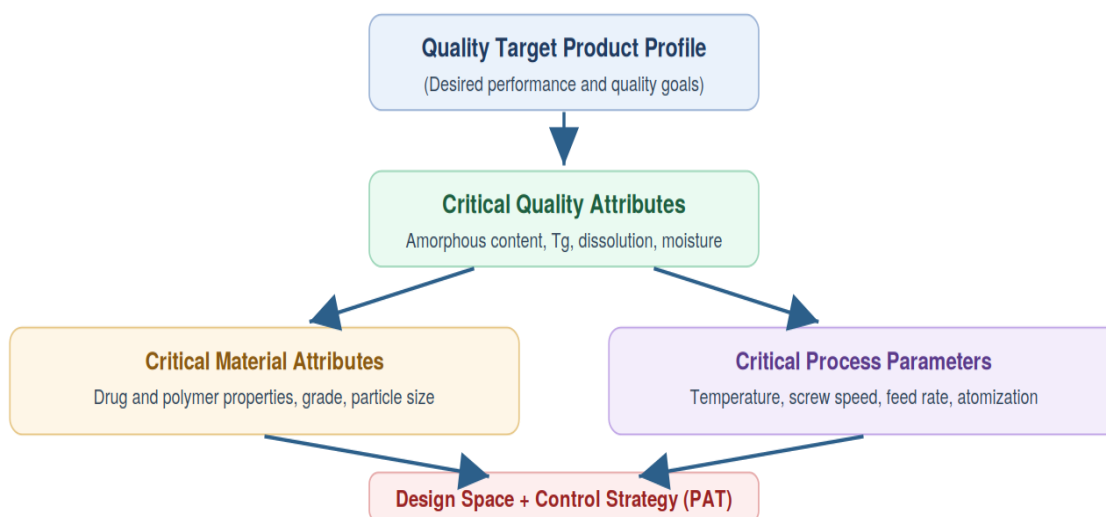 Quality Target Product Profile
(Desired performance and quality goals)
Critical Quality Attributes
Amorphous content, Tg, dissolution, moisture
Critical Material Attributes
Drug and polymer properties, grade, particle size
Critical Process Parameters
Temperature, screw speed, feed rate, atomization
Design Space + Control Strategy (PAT)